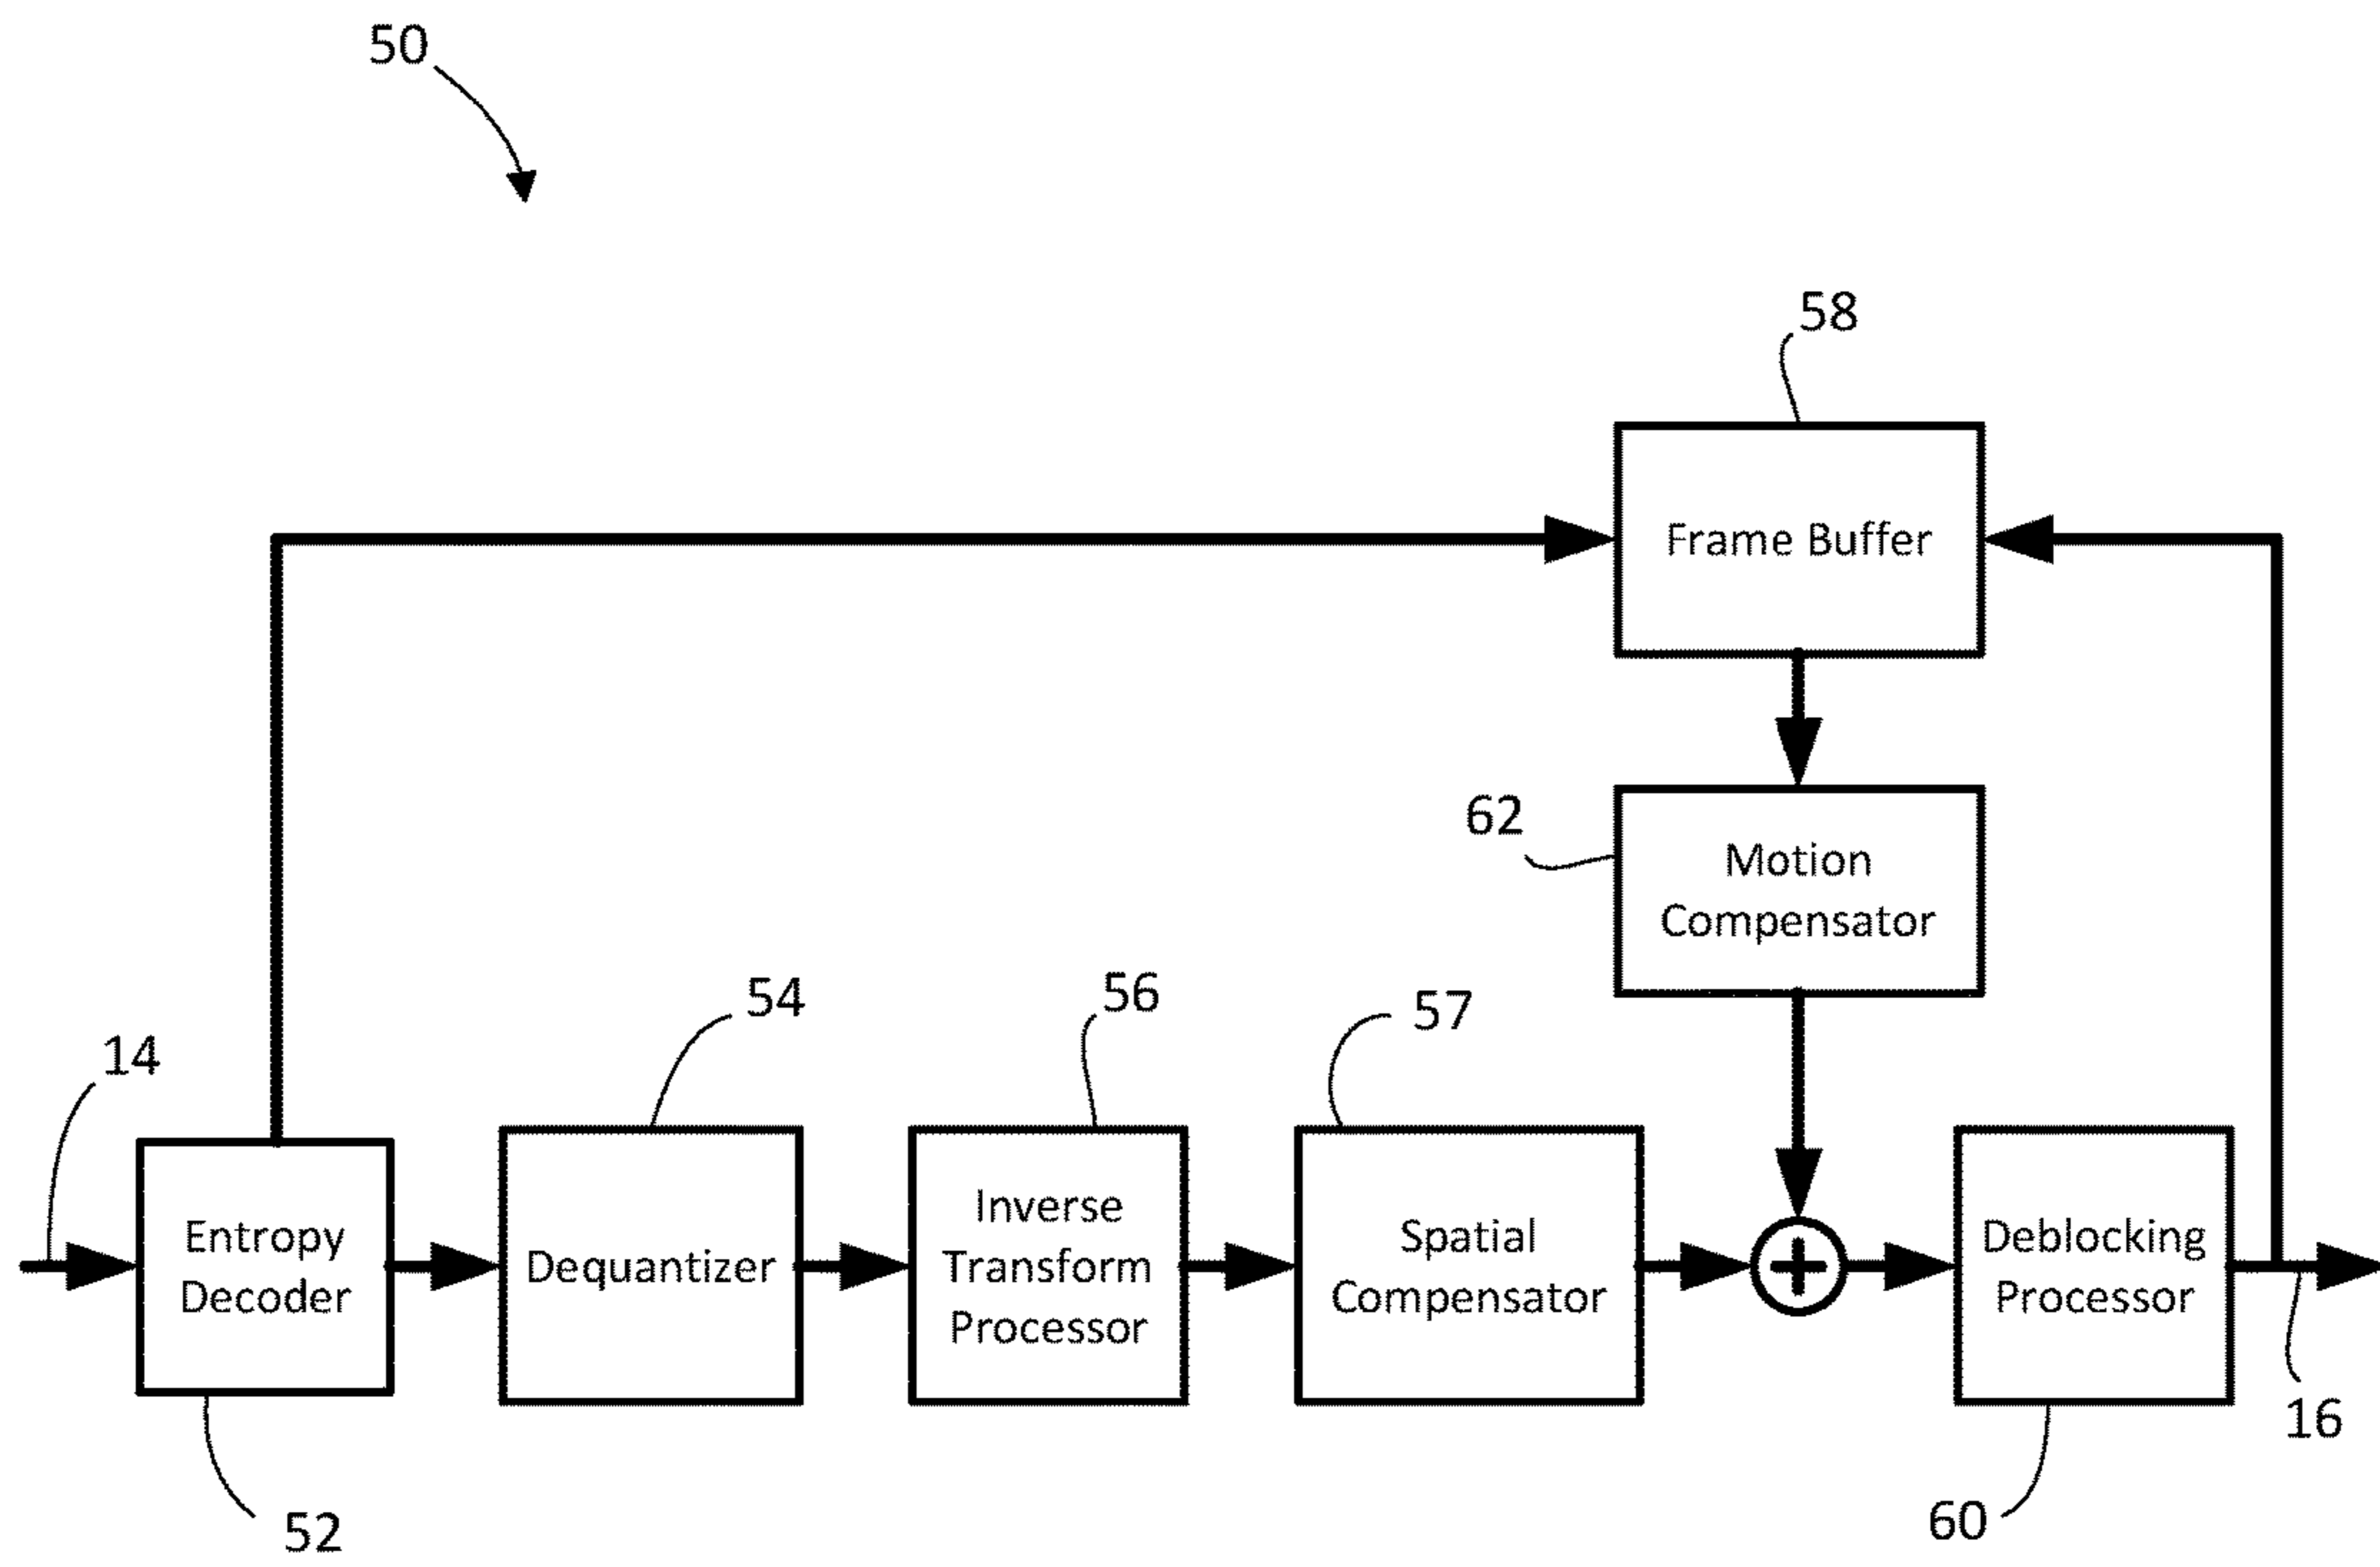 50
58
Frame Buffer
62
Motion
Compensator
14
54
56
57
Entropy
Decoder
Dequantizer
Inverse
Transform
Processor
Spatial
Compensator
Deblocking
Processor
16
52
60